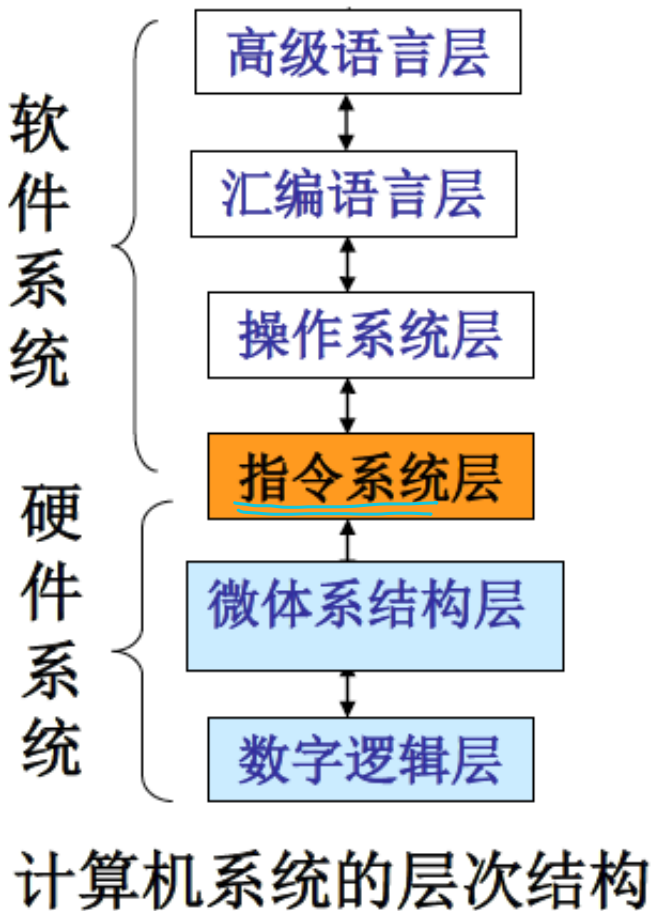 软件系统
高级语言层
汇编语言层
操作系统层
指令系统层
硬件系统
微体系结构层
数字逻辑层
计算机系统的层次结构